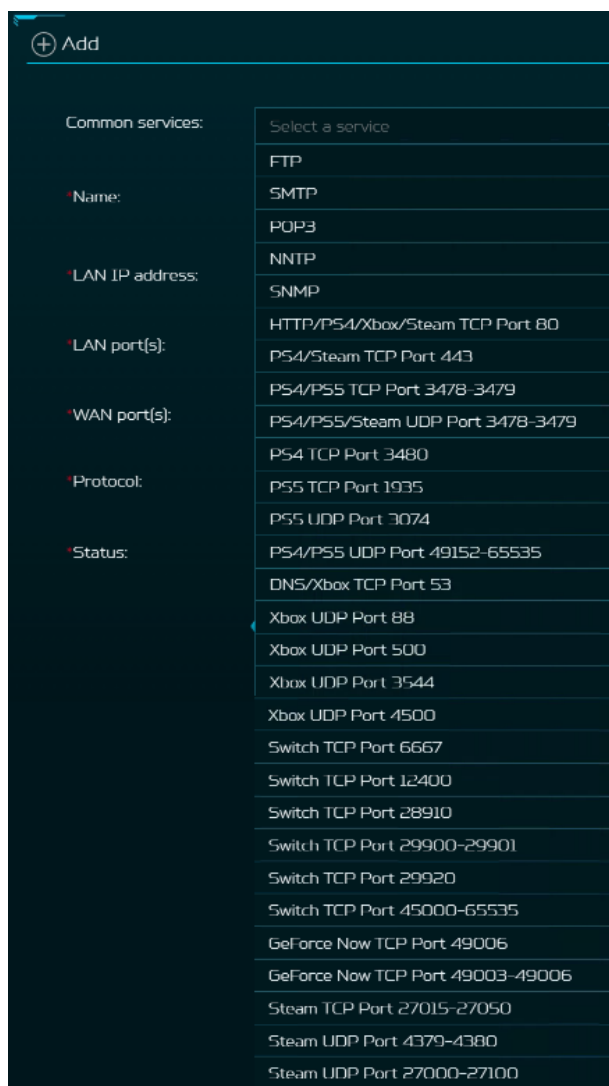 Add
Common services:
Select a service
FTP
*Name:
SMTP
POP3
NNTP
*LAN IP address:
SNMP
HTTP/PS4/Xbox/Steam TCP Port 80
*LAN port(s):
PS4/Steam TCP Port 443
PS4/PS5 TCP Port 3478-3479
*WAN port(s):
PS4/PS5/Steam UDP Port 3478-3479
PS4 TCP Port 3480
*Protocol:
PS5 TCP Port 1935
PS5 UDP Port 3074
*Status:
PS4/PS5 UDP Port 49152-65535
DNS/Xbox TCP Port 53
Xbox UDP Port 88
Xbox UDP Port 500
Xbox UDP Port 3544
Xbox UDP Port 4500
Switch TCP Port 6667
Switch TCP Port 12400
Switch TCP Port 28910
Switch TCP Port 29900-29901
Switch TCP Port 29920
Switch TCP Port 45000-65535
GeForce Now TCP Port 49006
GeForce Now TCP Port 49003-49006
Steam TCP Port 27015-27050
Steam UDP Port 4379-4380
Steam UDP Port 27000-27100